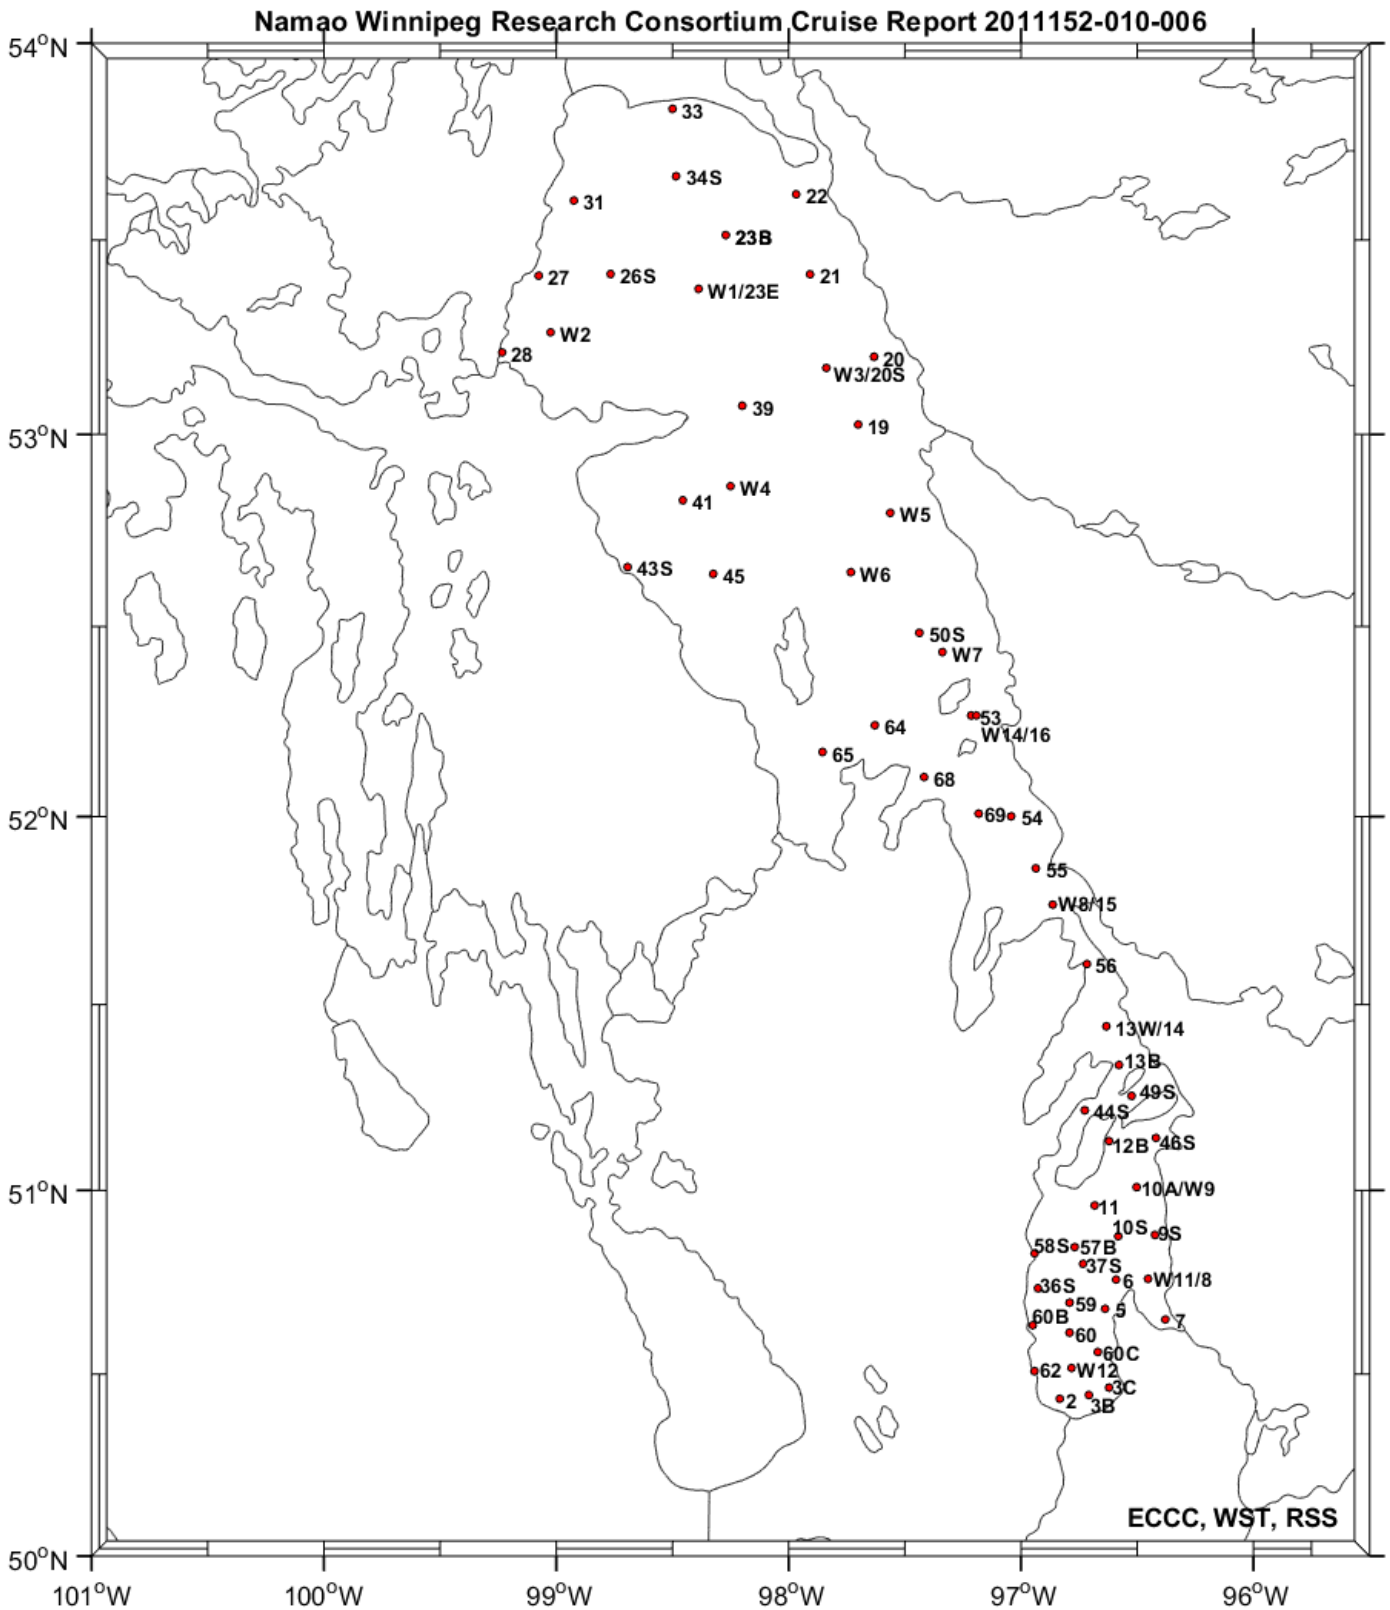 Namao Winnipeg Research Consortium Cruise Report 2011152-010-006
54°N
33
34S
22
31
23B
27
26S
21
W1/23E
W2
28
20
W3/20S
39
19
53°N
W4
41
W5
43S
45
W6
50S
W7
53
64
W14/16
65
68
69
54
52°N
55
W8/15
56
13W/14
13B
49S
44S
12B
46S
51°N
10A/W9
11
10S
9S
58S
57B
37S
6
W11/8
36S
59
5
60B
7
60
60C
62
W12
3C
2
3B
ECCC, WST, RSS
50°N
101°W
100°W
99°W
98°W
97°W
96°W